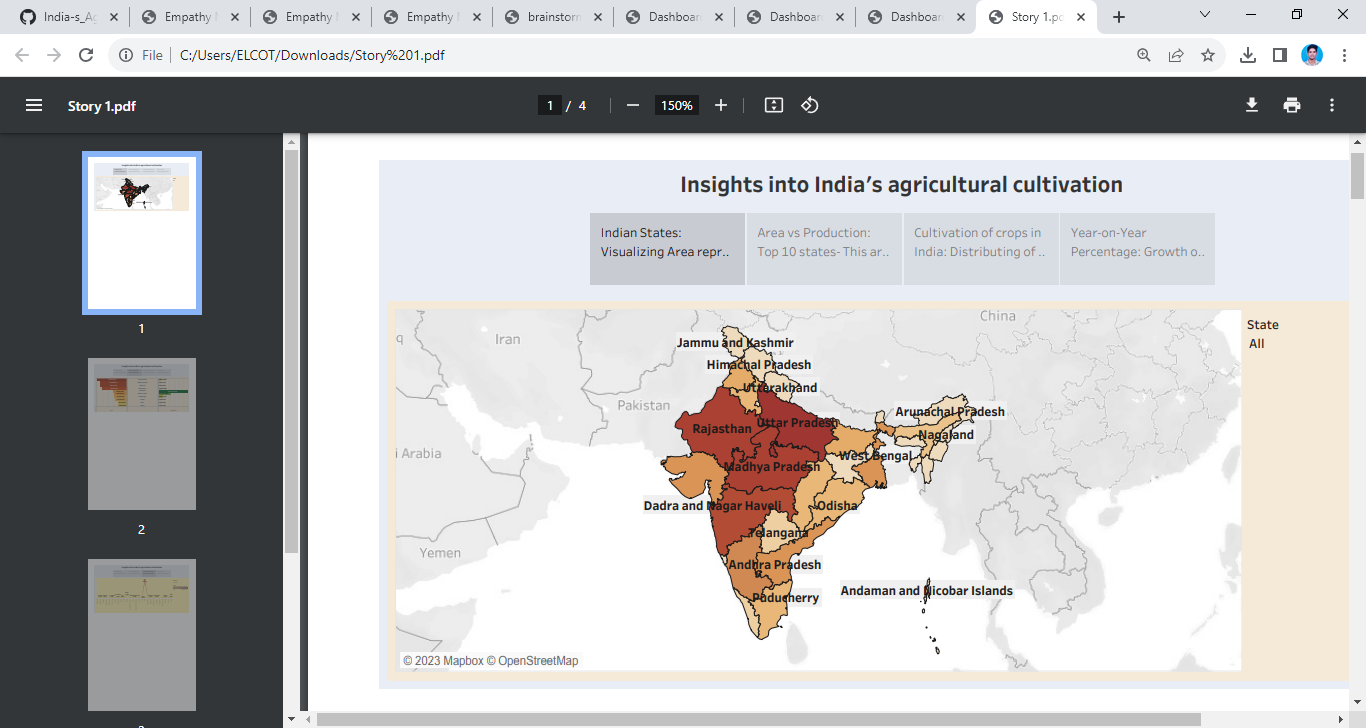 India-s_Ag
Empathy
Empathy
Empathy
brainstorm
Dashboar
Dashboar
Dashboar
Story 1.pd
File
C:/Users/ELCOT/Downloads/Story%201.pdf
Story 1.pdf
1 / 4
150%
1
2
Insights into India's agricultural cultivation
Indian States:
Visualizing Area repr..
Area vs Production:
Top 10 states- This ar..
Cultivation of crops in
India: Distributing of ..
Year-on-Year
Percentage: Growth o..
State
All
China
Iran
q
Jammu and Kashmir
Himachal Pradesh
Utterakhand
Pakistan
Arunachal Pradesh
Rajasthan
Uttar Pradesh
Nagaland
i Arabia
West Bengal
Madhya Pradesh
Dadra and Nagar Haveli
Odisha
Telangana
Yemen
Andhra Pradesh
Andaman and Nicobar Islands
Puducherry
© 2023 Mapbox © OpenStreetMap